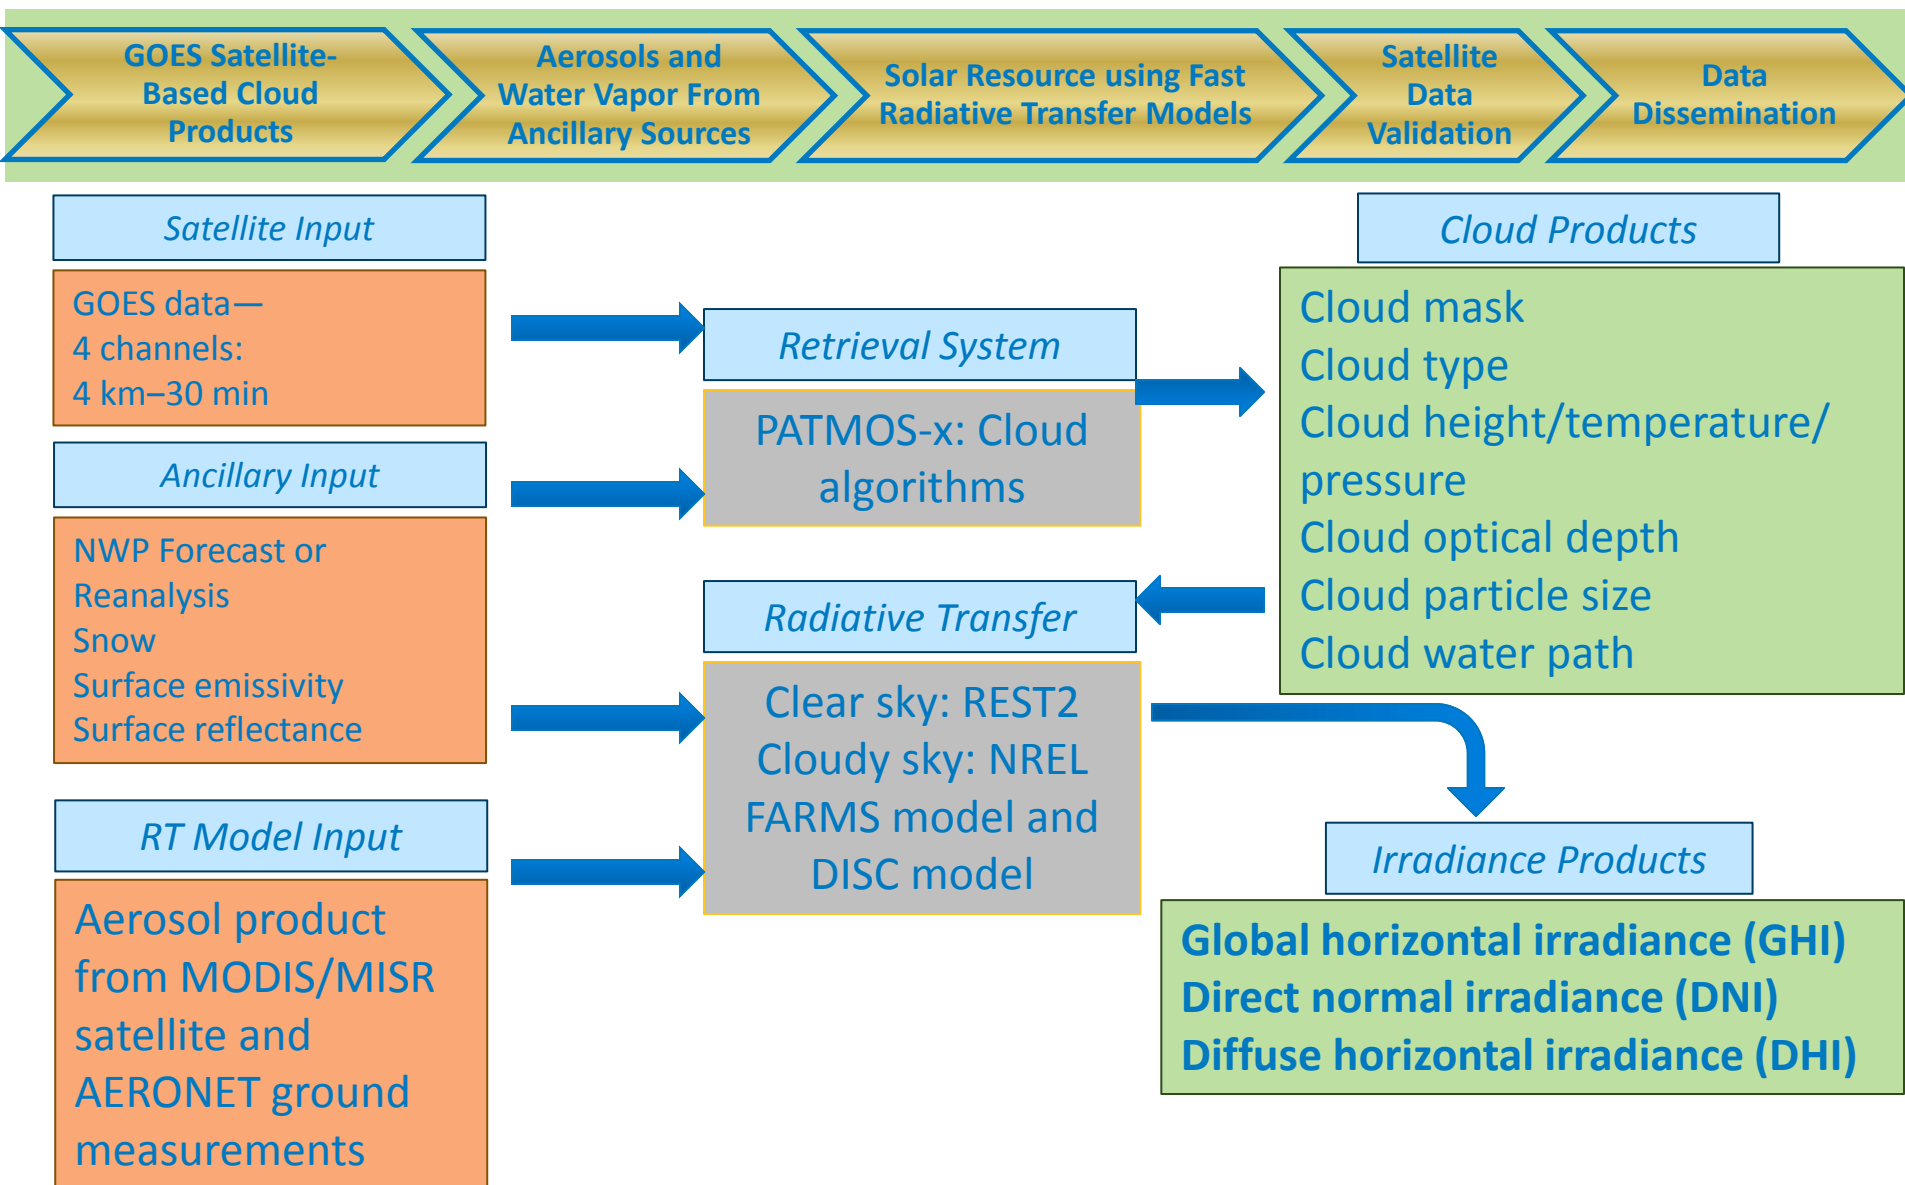 GOES Satellite-
Based Cloud
Products
Aerosols and
Water Vapor From
Ancillary Sources
Solar Resource using Fast
Radiative Transfer Models
Satellite
Data
Validation
Data
Dissemination
Satellite Input
GOES data—
4 channels:
4 km–30 min
Ancillary Input
NWP Forecast or
Reanalysis
Snow
Surface emissivity
Surface reflectance
RT Model Input
Aerosol product
from MODIS/MISR
satellite and
AERONET ground
measurements
Retrieval System
PATMOS-x: Cloud
algorithms
Radiative Transfer
Clear sky: REST2
Cloudy sky: NREL
FARMS model and
DISC model
Cloud Products
Cloud mask
Cloud type
Cloud height/temperature/
pressure
Cloud optical depth
Cloud particle size
Cloud water path
Irradiance Products
Global horizontal irradiance (GHI)
Direct normal irradiance (DNI)
Diffuse horizontal irradiance (DHI)